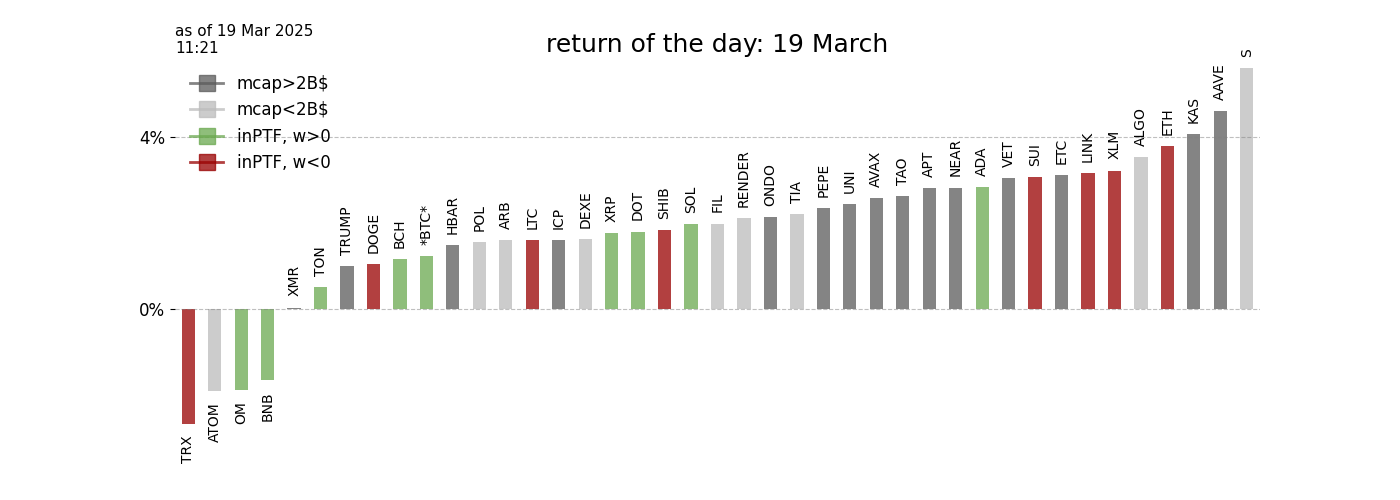 as of 19 Mar 2025
11:21
return of the day: 19 March
mcap>2B$
mcap<2B$
inPTF, w>0
inPTF, w<0
4%
0%
TRX
ATOM
OM
BNB
XMR
TON
TRUMP
DOGE
BCH
*BTC*
HBAR
POL
ARB
LTC
ICP
DEXE
XRP
DOT
SHIB
SOL
FIL
RENDER
ONDO
TIA
PEPE
UNI
AVAX
TAO
APT
NEAR
ADA
VET
SUI
ETC
LINK
XLM
ALGO
ETH
KAS
AAVE
S